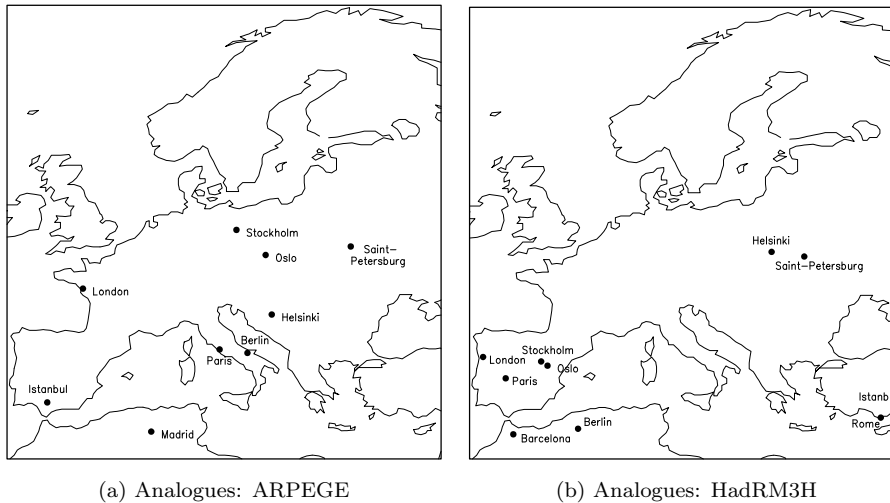 Stockholm
Oslo
Saint-
Petersburg
London
Helsinki
Paris
Berlin
Istanbul
Madrid
(a) Analogues: ARPEGE
Helsinki
Saint-Petersburg
London
Stockholm
Oslo
Paris
Istanb
Rome
Berlin
Barcelona
(b) Analogues: HadRM3H